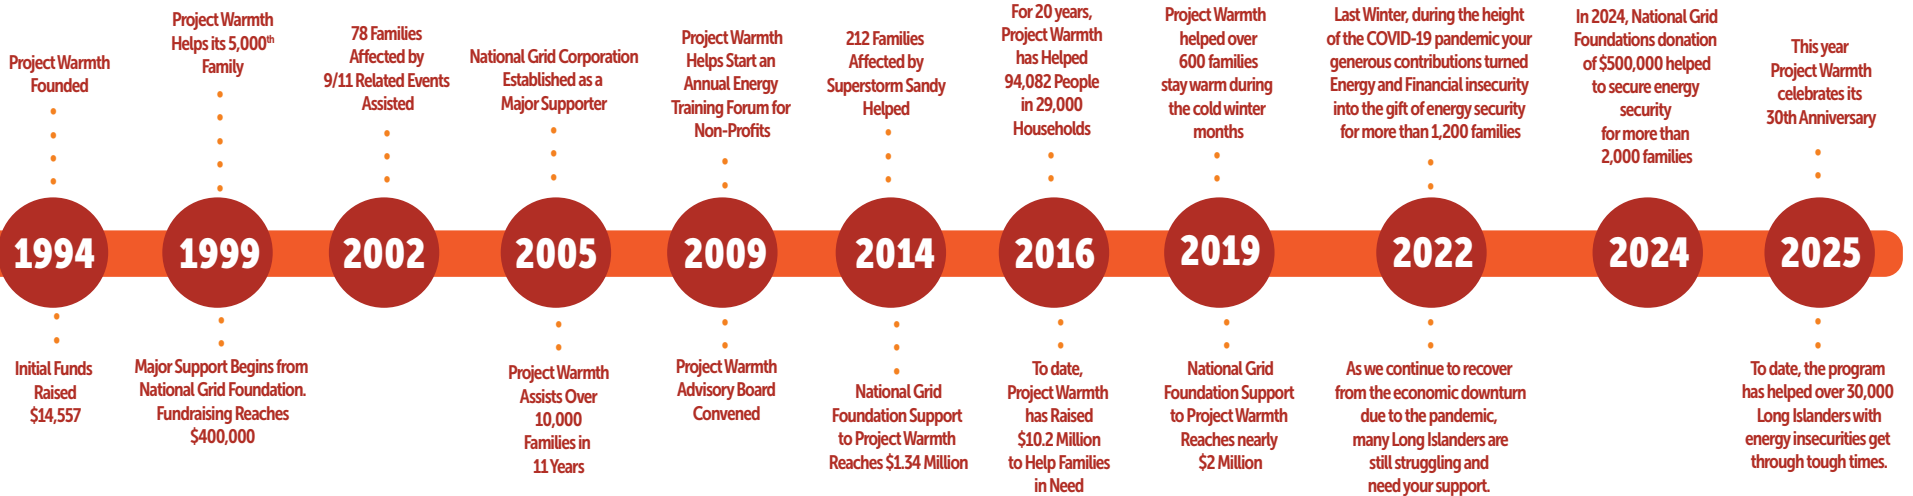 Project Warmth
Founded
1994
Initial Funds
Raised
$14,557
Project Warmth
Helps its 5,000th
Family
1999
Major Support Begins from
National Grid Foundation.
Fundraising Reaches
$400,000
78 Families
Affected by
9/11 Related Events
Assisted
2002
National Grid Corporation
Established as a
Major Supporter
2005
Project Warmth
Assists Over
10,000
Families in
11 Years
Project Warmth
Helps Start an
Annual Energy
Training Forum for
Non-Profits
2009
Project Warmth
Advisory Board
Convened
212 Families
Affected by
Superstorm Sandy
Helped
2014
National Grid
Foundation Support
to Project Warmth
Reaches $1.34 Million
For 20 years,
Project Warmth
has Helped
94,082 People
in 29,000
Households
2016
To date,
Project Warmth
has Raised
$10.2 Million
to Help Families
in Need
Project Warmth
helped over
600 families
stay warm during
the cold winter
months
2019
National Grid
Foundation Support
to Project Warmth
Reaches nearly
$2 Million
Last Winter, during the height
of the COVID-19 pandemic your
generous contributions turned
Energy and Financial insecurity
into the gift of energy security
for more than 1,200 families
2022
As we continue to recover
from the economic downturn
due to the pandemic,
many Long Islanders are
still struggling and
need your support.
In 2024, National Grid
Foundations donation
of $500,000 helped
to secure energy
security
for more than
2,000 families
2024
This year
Project Warmth
celebrates its
30th Anniversary
2025
To date, the program
has helped over 30,000
Long Islanders with
energy insecurities get
through tough times.